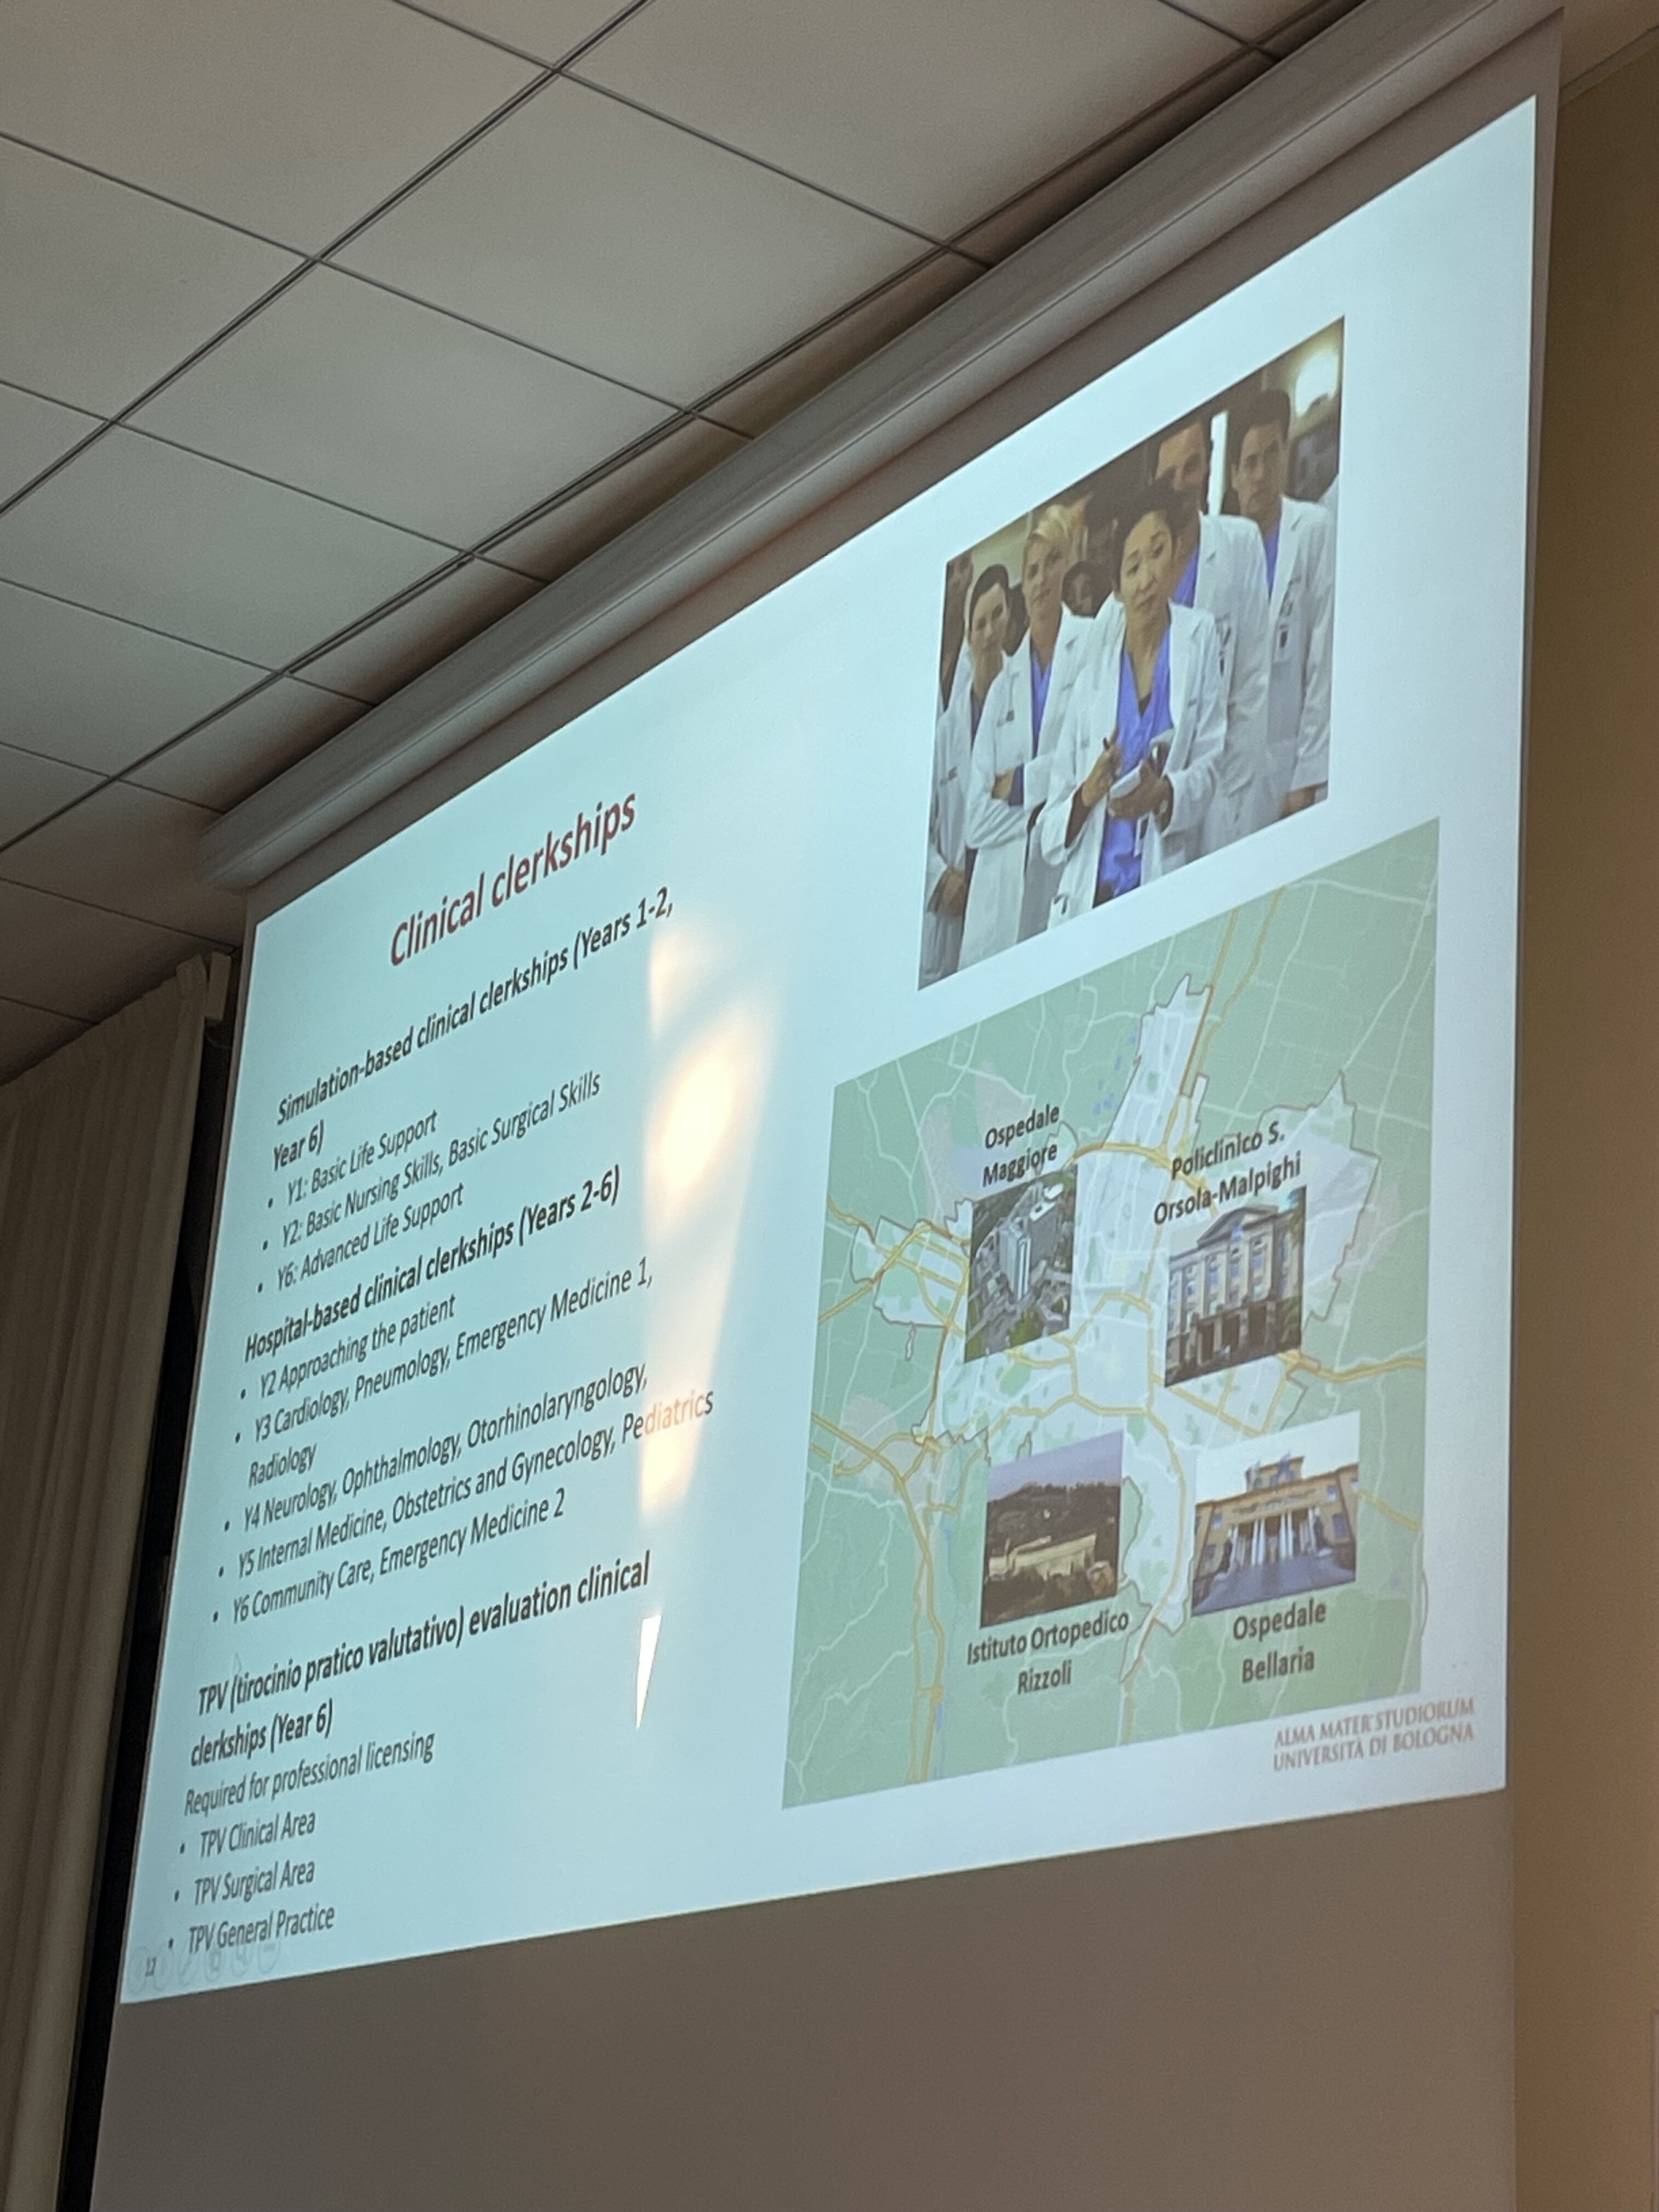 Clinical clerkships
Simulation-based clinical clerkships (Years 1-2,
Year 6)
• Y1: Basic Life Support
• Y2: Basic Nursing Skills, Basic Surgical Skills
• Y6: Advanced Life Support
Hospital-based clinical clerkships (Years 2-6)
• Y2 Approaching the patient
• Y3 Cardiology, Pneumology, Emergency Medicine 1,
Radiology
• Y4 Neurology, Ophthalmology, Otorhinolaryngology,
• Y5 Internal Medicine, Obstetrics and Gynecology, Pediatrics
• Y6 Community Care, Emergency Medicine 2
TPV (tirocinio pratico valutativo) evaluation clinical
clerkships (Year 6)
Required for professional licensing
• TPV Clinical Area
• TPV Surgical Area
• TPV General Practice
12
Ospedale
Maggiore
Policlinico S.
Orsola-Malpighi
Istituto Ortopedico
Rizzoli
Ospedale
Bellaria
ALMA MATER STUDIORUM
UNIVERSITÀ DI BOLOGNA